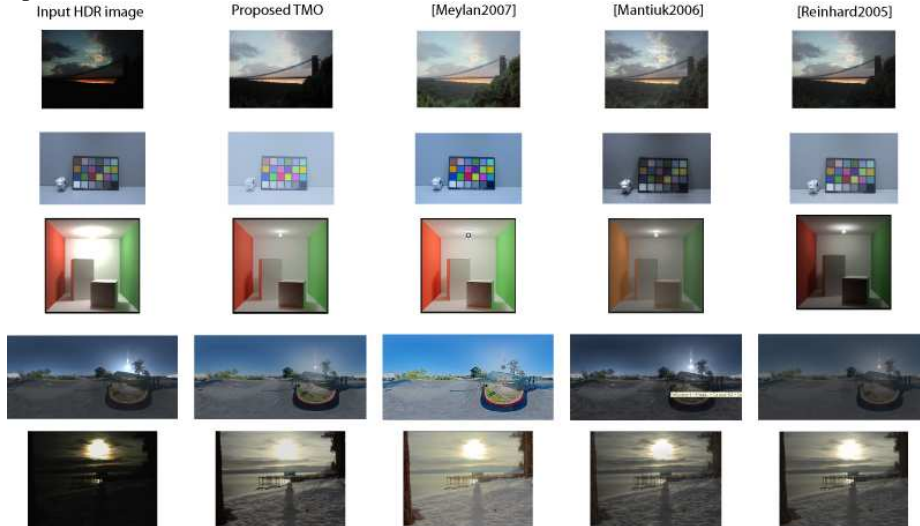 Input HDR image
Proposed TMO
[Meylan2007]
[Mantiuk2006]
[Reinhard2005]